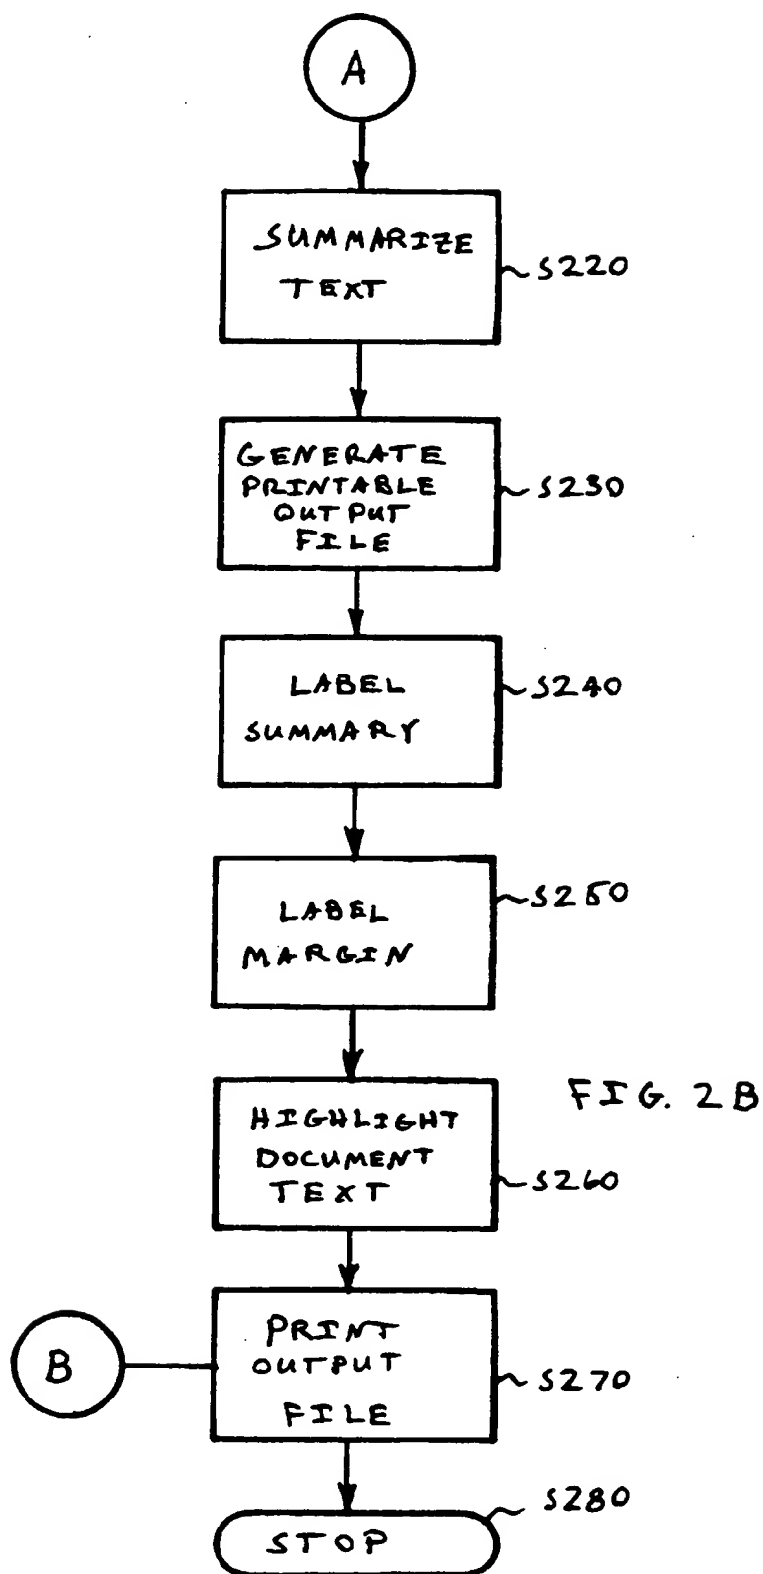 A
SUMMARIZE
TEXT
S220
GENERATE
PRINTABLE
OUTPUT
FILE
S230
LABEL
SUMMARY
S240
LABEL
MARGIN
S250
HIGHLIGHT
DOCUMENT
TEXT
S260
FIG. 2B
B
PRINT
OUTPUT
FILE
S270
STOP
S280